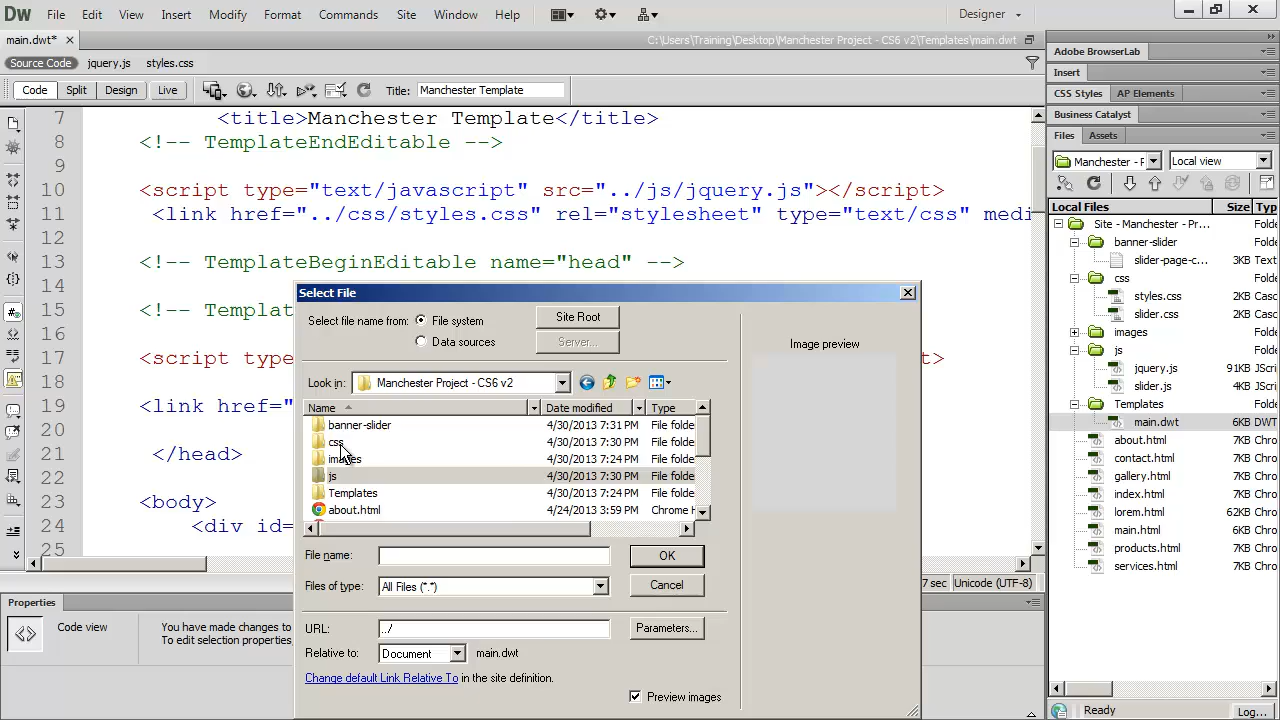 Dw File Edit View Insert Modify Format Commands Site Window Help Designer
main.dwt* C:\Users\Training\Desktop\Manchester Project - CS6 v2\Templates\main.dwt
Source Code jquery.js styles.css
Code Split Design Live Title: Manchester Template
7 <title>Manchester Template</title>
8 <!-- TemplateEndEditable -->
9
10 <script type="text/javascript" src="../js/jquery.js"></script>
11 <link href="../css/styles.css" rel="stylesheet" type="text/css" medi
12
13 <!-- TemplateBeginEditable name="head" -->
14
15 <!-- Templat
16
17 <script type
18
19 <link href="
20
21 </head>
22
23 <body>
24 <div id=
25
Select File
Select file name from: File system Site Root
Data sources Server...
Image preview
Look in: Manchester Project - CS6 v2
Name Date modified Type
banner-slider 4/30/2013 7:31 PM File folde
css 4/30/2013 7:30 PM File folde
images 4/30/2013 7:24 PM File folde
js 4/30/2013 7:30 PM File folde
Templates 4/30/2013 7:24 PM File folde
about.html 4/24/2013 3:59 PM Chrome H
File name: OK
Files of type: All Files (*.*) Cancel
URL: ../ Parameters...
Relative to: Document main.dwt
Change default Link Relative To in the site definition.
Preview images
7 sec Unicode (UTF-8)
Properties
Code view You have made changes to
To edit selection properties,
Adobe BrowserLab
Insert
CSS Styles AP Elements
Business Catalyst
Files Assets
Manchester - F Local view
Local Files Size Typ
Site - Manchester - Pr... Folde
banner-slider Folde
slider-page-c... 3KB Text
css Folde
styles.css 2KB Casc
slider.css 2KB Casc
images Folde
js Folde
jquery.js 91KB JScr
slider.js 4KB JScr
Templates Folde
main.dwt 6KB DWT
about.html 7KB Chro
contact.html 7KB Chro
gallery.html 7KB Chro
index.html 7KB Chro
lorem.html 62KB Chro
main.html 6KB Chro
products.html 7KB Chro
services.html 7KB Chro
Ready Log...